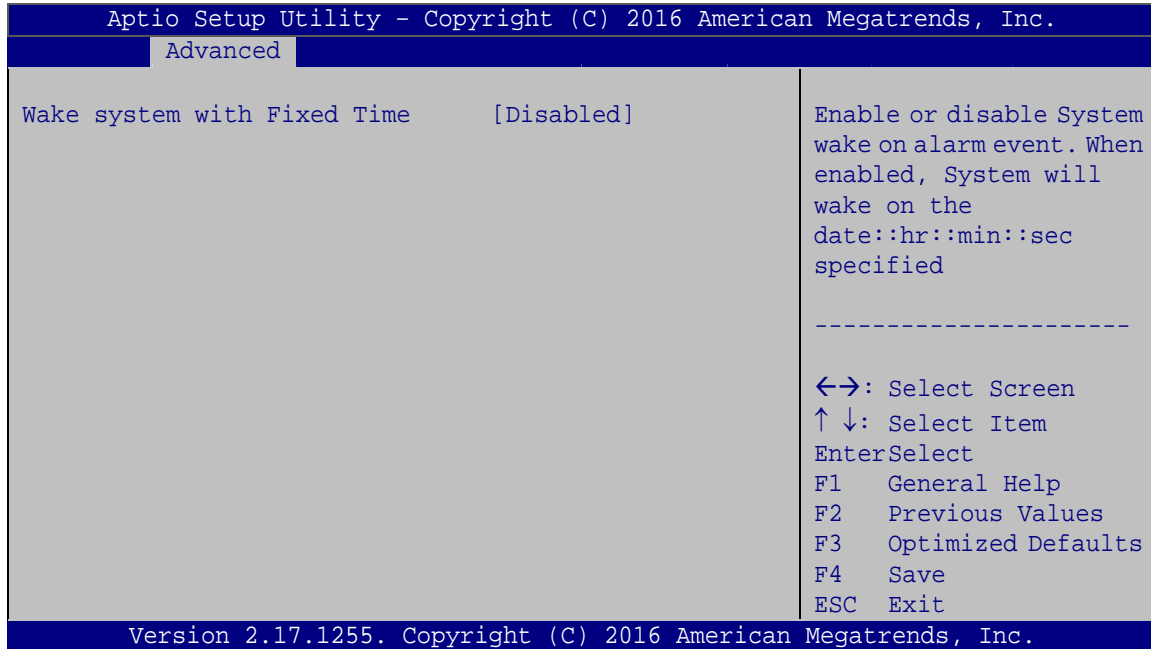 Aptio Setup Utility – Copyright (C) 2016 American Megatrends, Inc.
Advanced
Wake system with Fixed Time [Disabled]
Enable or disable System
wake on alarm event. When
enabled, System will
wake on the
date::hr::min::sec
specified
----------------------
←→: Select Screen
↑ ↓: Select Item
EnterSelect
F1 General Help
F2 Previous Values
F3 Optimized Defaults
F4 Save
ESC Exit
Version 2.17.1255. Copyright (C) 2016 American Megatrends, Inc.